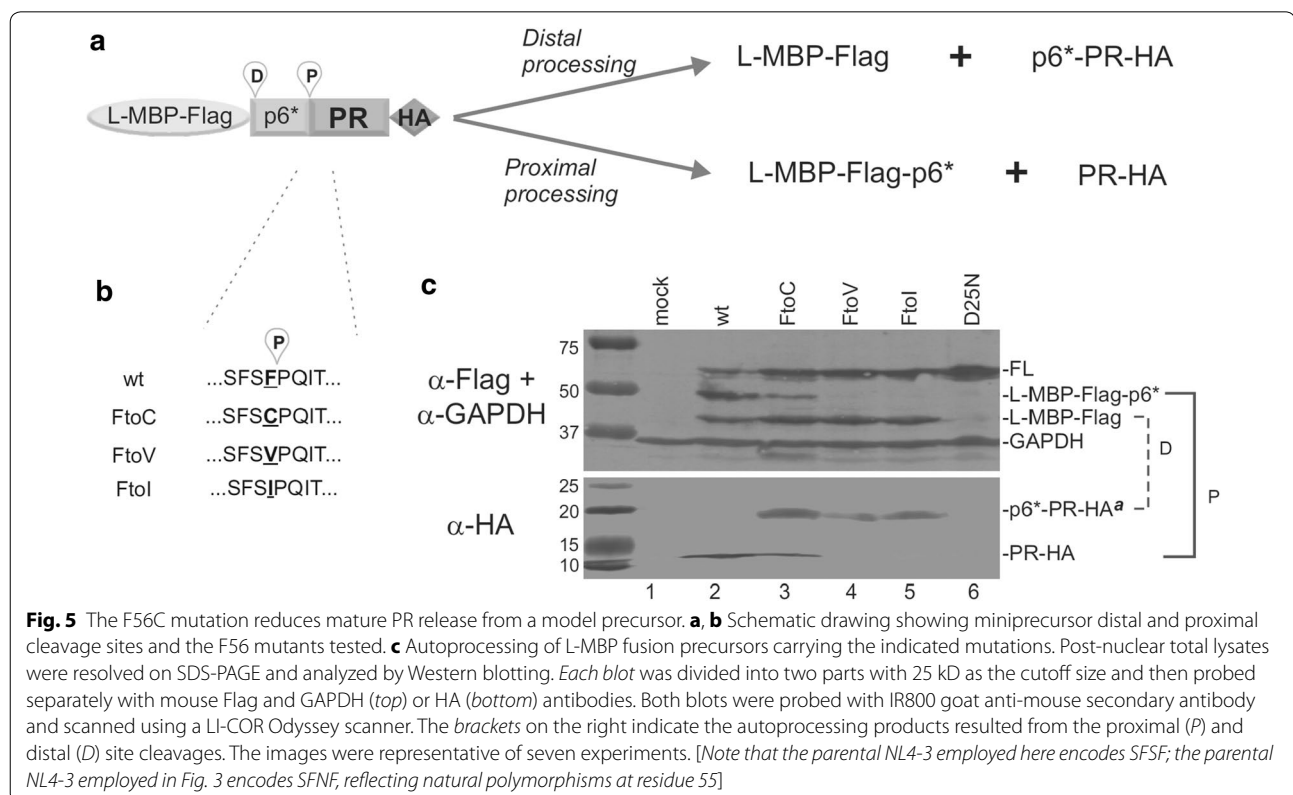 a
D
P
L-MBP-Flag
p6*
PR
HA
Distal
processing
L-MBP-Flag + p6*-PR-HA
Proximal
processing
L-MBP-Flag-p6* + PR-HA
b
P
wt ...SFSFPQIT...
FtoC ...SFSCPQIT...
FtoV ...SFSVPQIT...
FtoI ...SFSIPQIT...
c
mock
wt
FtoC
FtoV
FtoI
D25N
α-Flag +
α-GAPDH
75
50
37
-FL
-L-MBP-Flag-p6*
-L-MBP-Flag
-GAPDH
D
P
α-HA
25
20
15
10
-p6*-PR-HAa
-PR-HA
1 2 3 4 5 6
Fig. 5 The F56C mutation reduces mature PR release from a model precursor. a, b Schematic drawing showing miniprecursor distal and proximal
cleavage sites and the F56 mutants tested. c Autoprocessing of L-MBP fusion precursors carrying the indicated mutations. Post-nuclear total lysates
were resolved on SDS-PAGE and analyzed by Western blotting. Each blot was divided into two parts with 25 kD as the cutoff size and then probed
separately with mouse Flag and GAPDH (top) or HA (bottom) antibodies. Both blots were probed with IR800 goat anti-mouse secondary antibody
and scanned using a LI-COR Odyssey scanner. The brackets on the right indicate the autoprocessing products resulted from the proximal (P) and
distal (D) site cleavages. The images were representative of seven experiments. [Note that the parental NL4-3 employed here encodes SFSF; the parental
NL4-3 employed in Fig. 3 encodes SFNF, reflecting natural polymorphisms at residue 55]